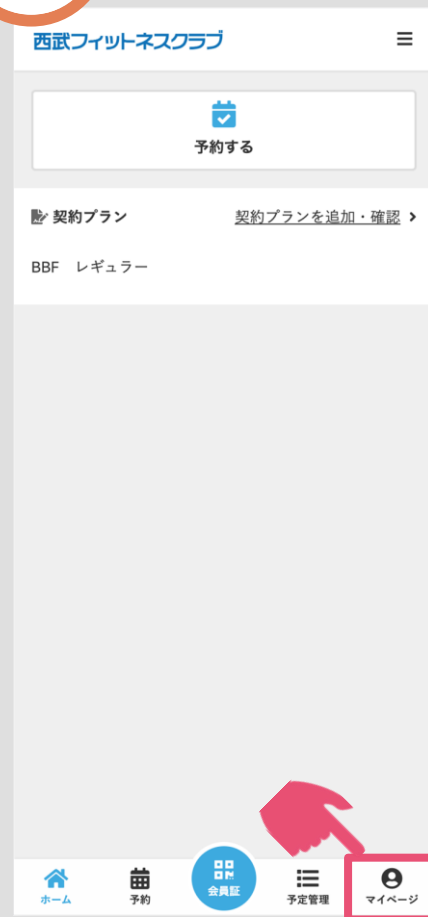 西武フィットネスクラブ
予約する
契約プラン
契約プランを追加・確認
BBF レギュラー
ホーム
予約
会員証
予定管理
マイページ